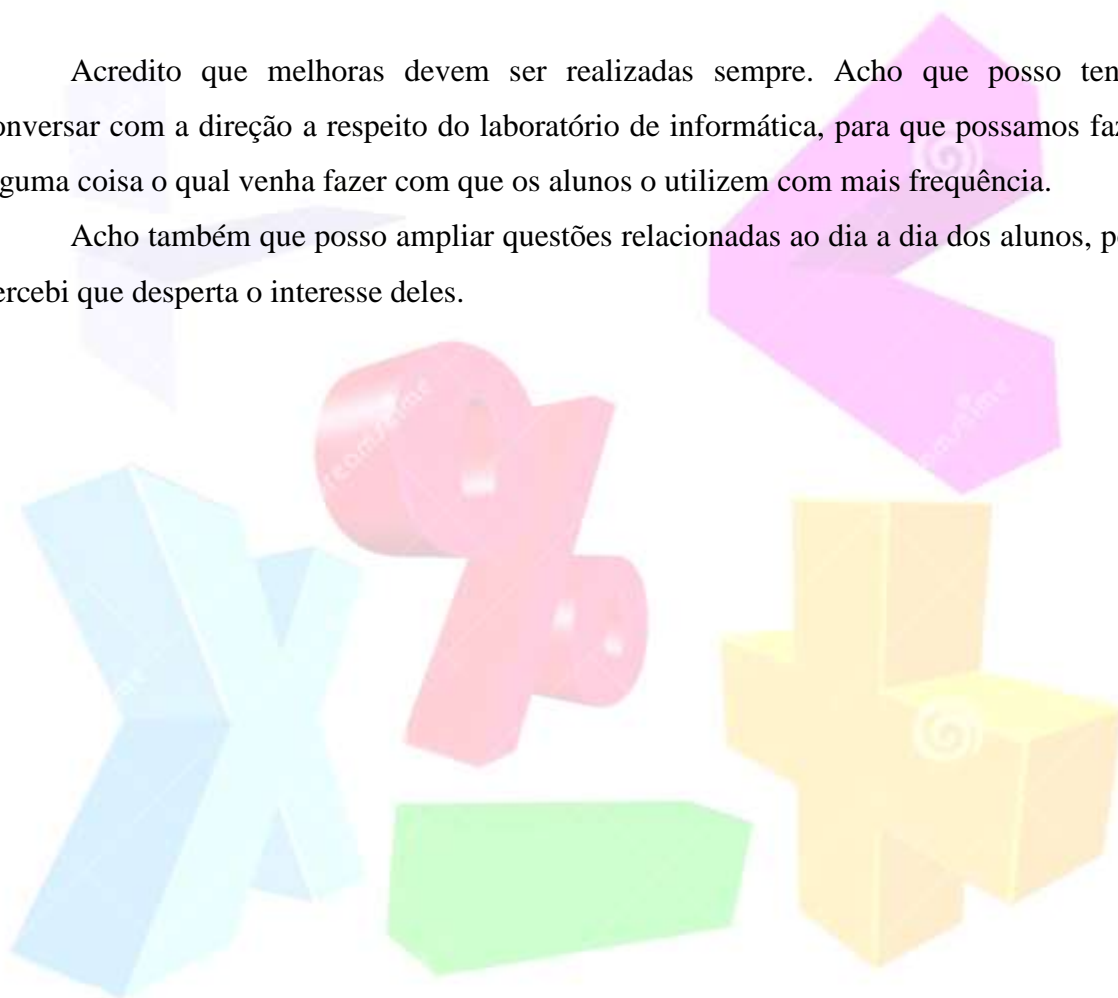 Acredito que melhoras devem ser realizadas sempre. Acho que posso ten
onversar com a direção a respeito do laboratório de informática, para que possamos faz
guma coisa o qual venha fazer com que os alunos o utilizem com mais frequência.
Acho também que posso ampliar questões relacionadas ao dia a dia dos alunos, po
ercebi que desperta o interesse deles.